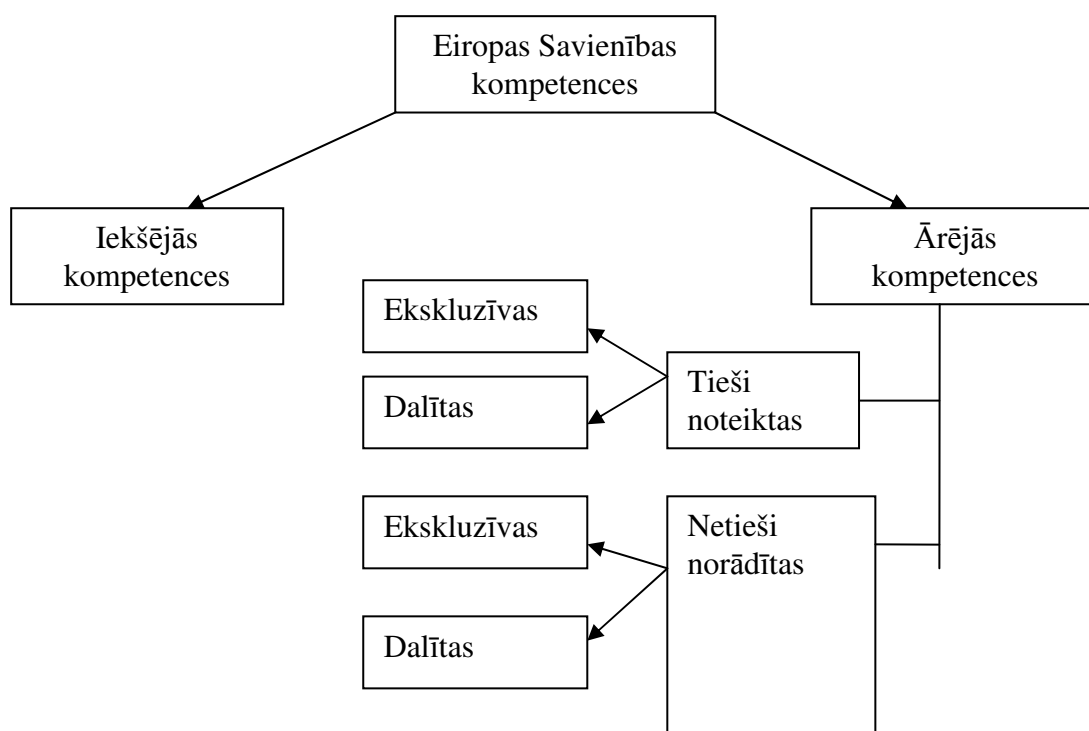 Eiropas Savienības
kompetences
Iekšējās
kompetences
Ārējās
kompetences
Ekskluzīvas
Dalītas
Tieši
noteiktas
Ekskluzīvas
Dalītas
Netieši
norādītas